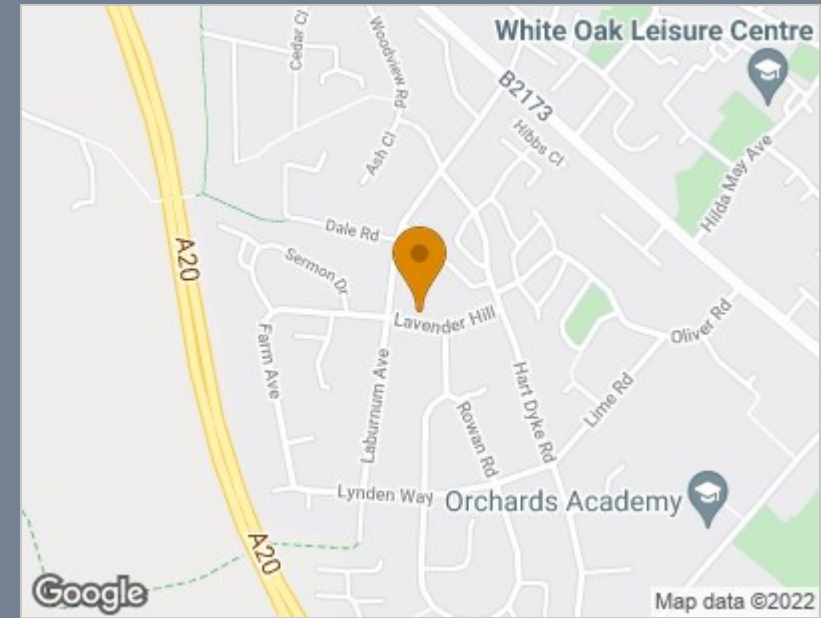 White Oak Leisure Centre
Cedar Cl
Woodview Rd
B2173
Ash Cl
Hibbs Cl
Hilda May Ave
Dale Rd
A20
Sermon Dr
Lavender Hill
Oliver Rd
Farm Ave
Laburnum Ave
Hart Dyke Rd
Lime Rd
Rowan Rd
Lynden Way
Orchards Academy
A20
Google
Map data ©2022